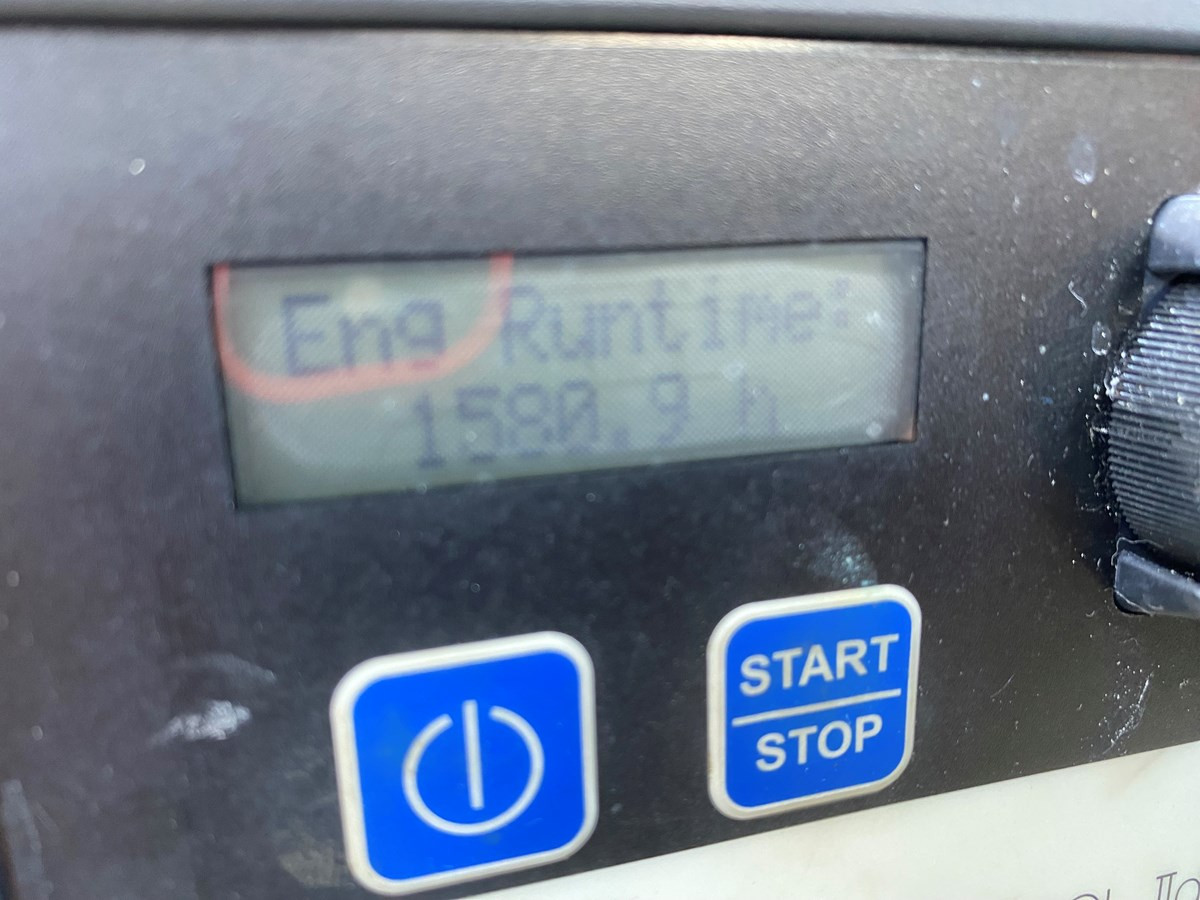 Eng Runtime:
1580.9 h
START
STOP